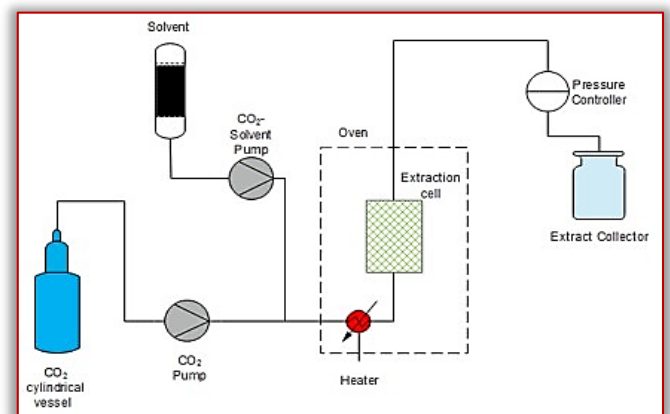 Solvent
CO₂-
Solvent
Pump
Oven
Pressure
Controller
Extraction
cell
Extract Collector
CO₂
Pump
Heater
CO₂
cylindrical
vessel